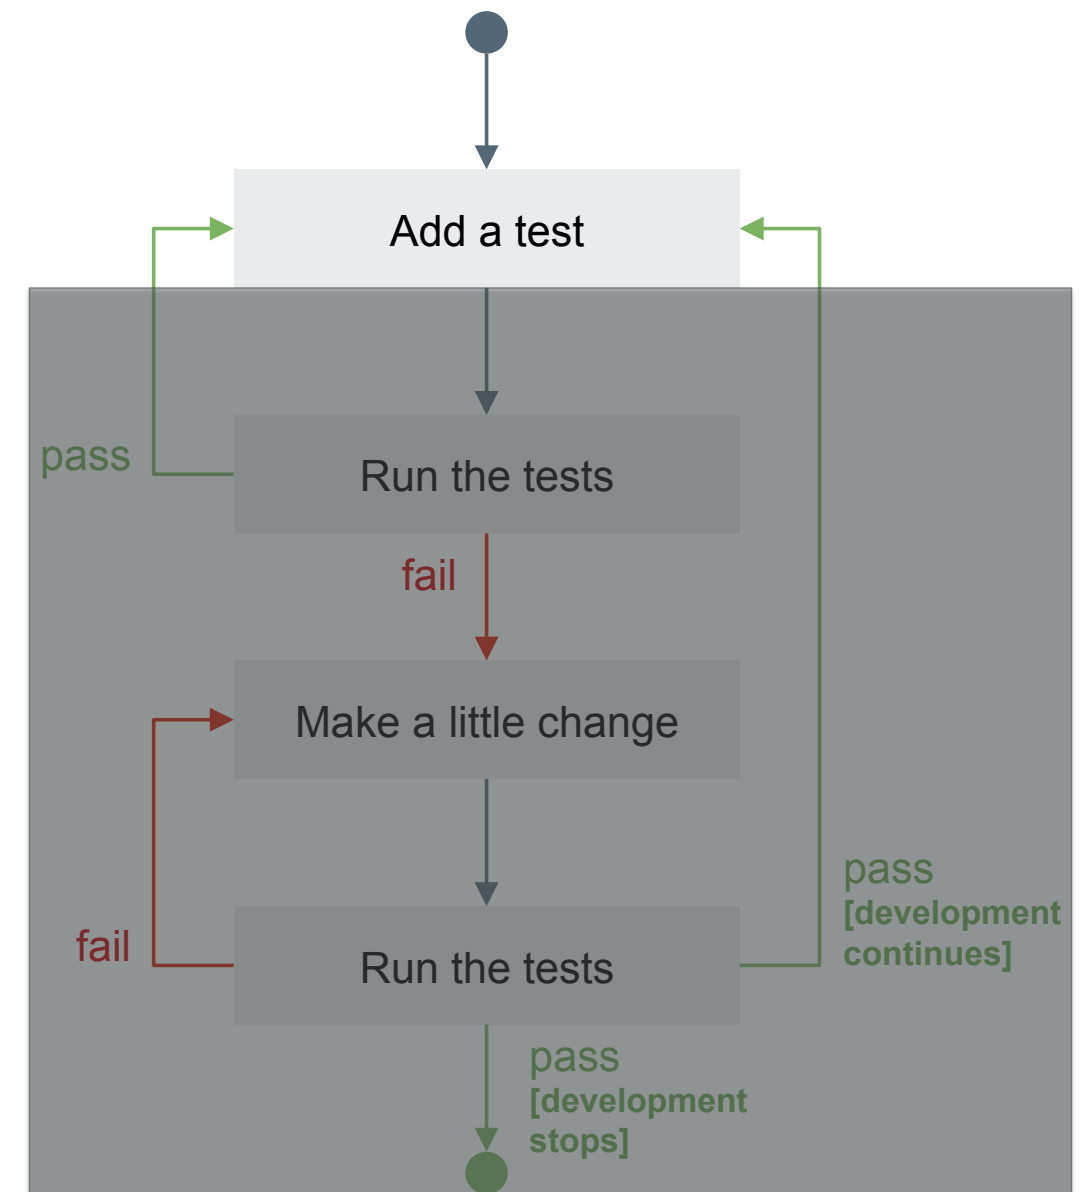 Add a test
pass
Run the tests
fail
Make a little change
pass
[development
continues]
fail
Run the tests
pass
[development
stops]